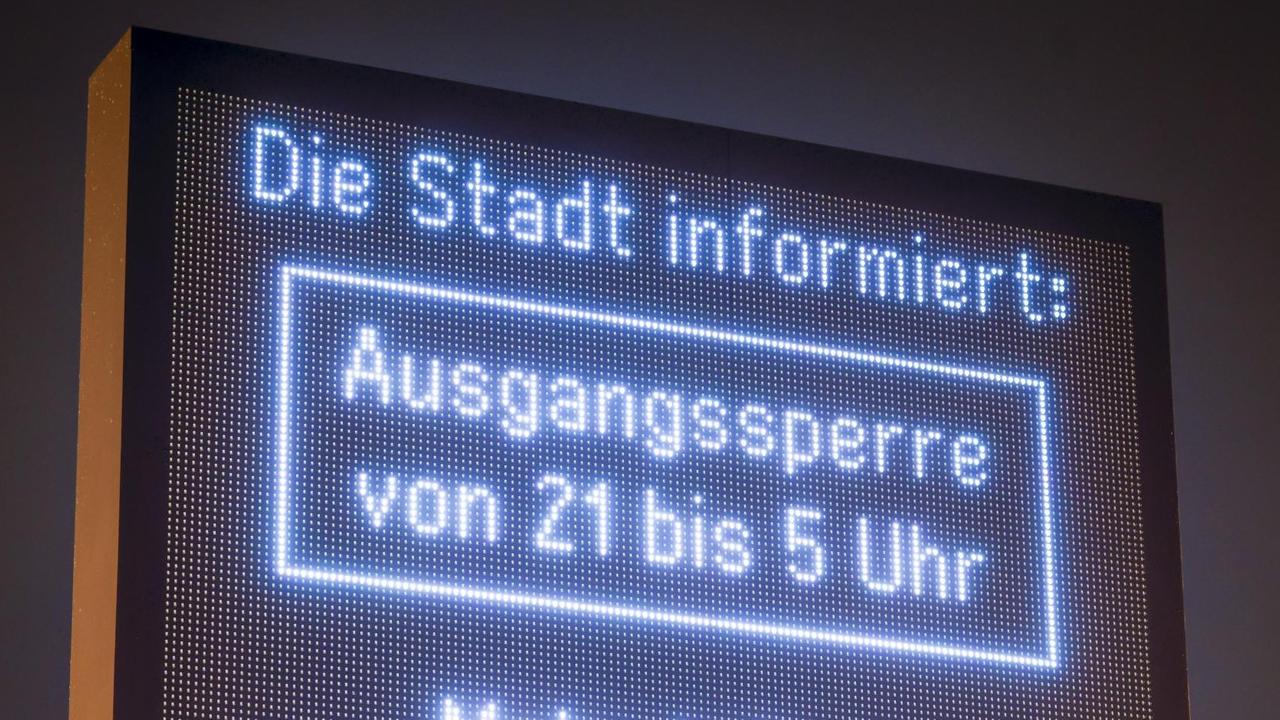 Die Stadt informiert:
Ausgangssperre
von 21 bis 5 Uhr